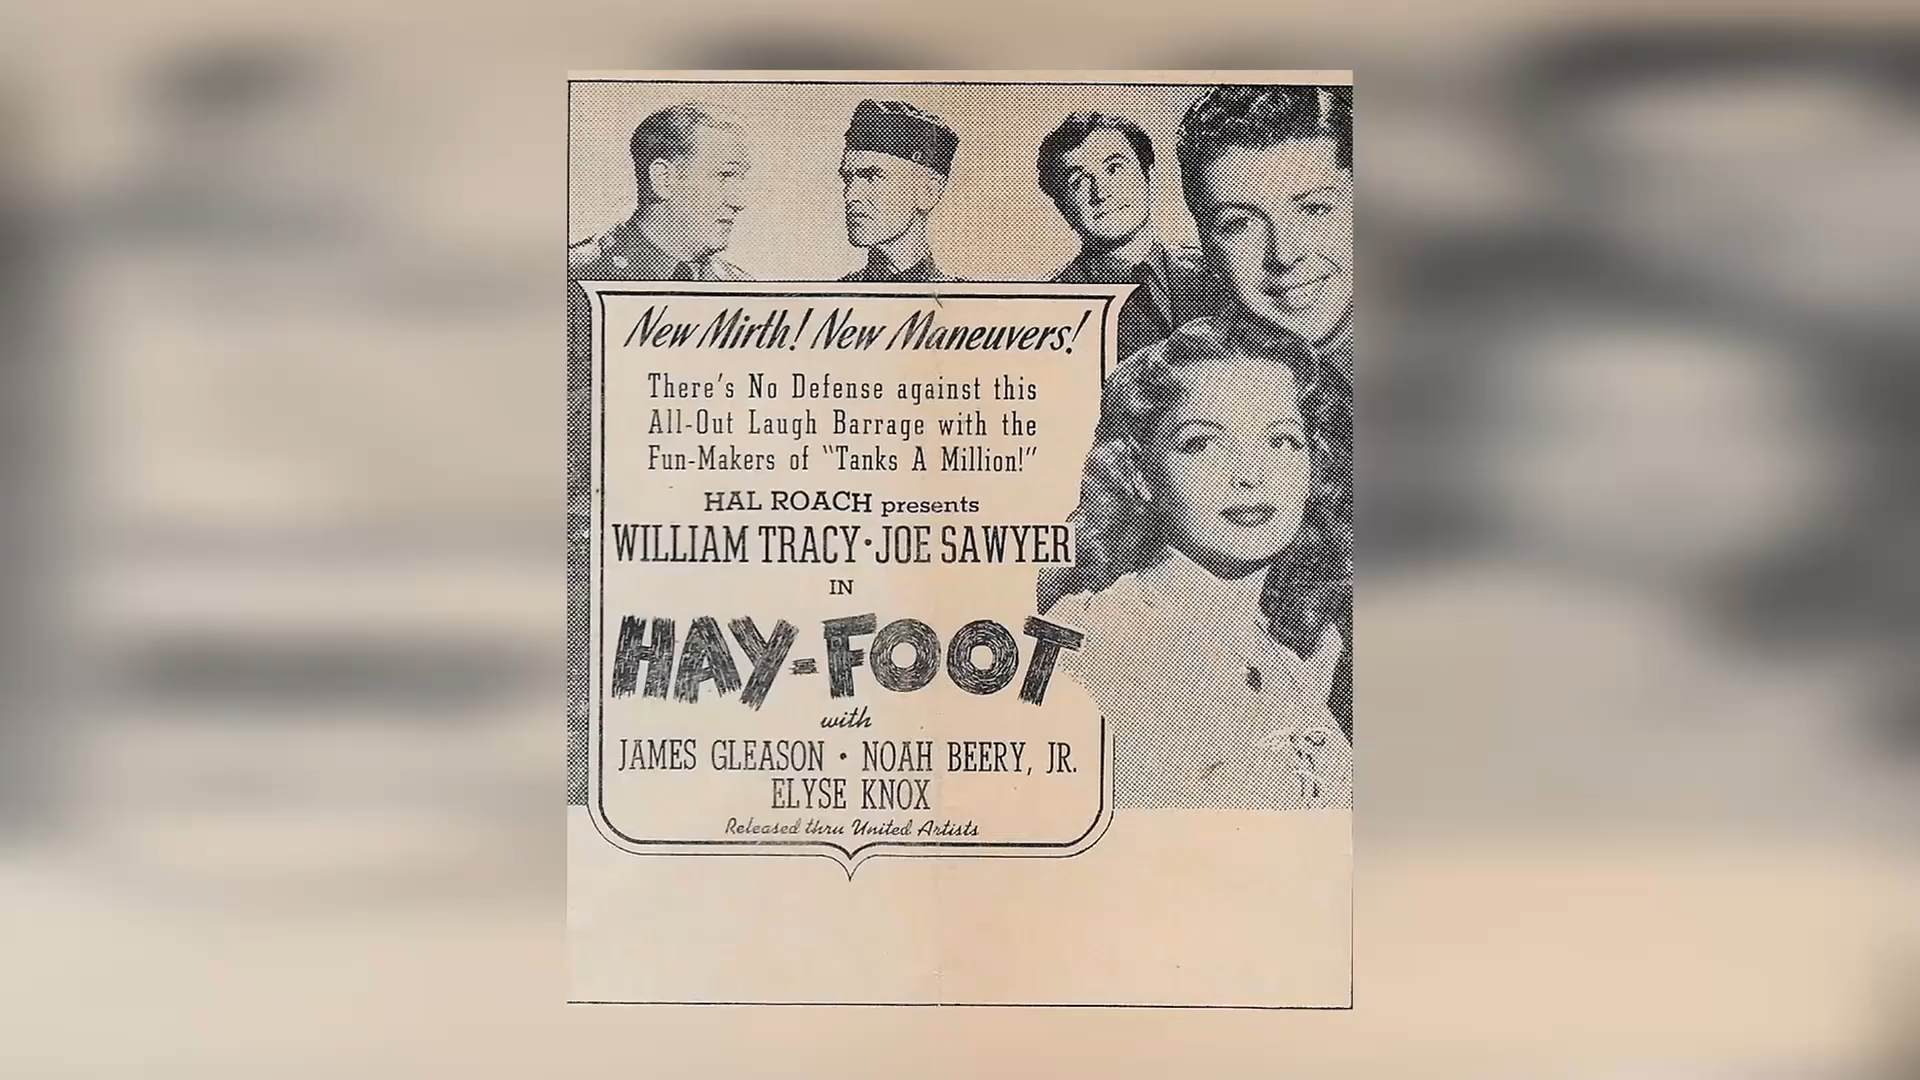 New Mirth! New Maneuvers!
There's No Defense against this
All-Out Laugh Barrage with the
Fun-Makers of "Tanks A Million!"
HAL ROACH presents
WILLIAM TRACY • JOE SAWYER
IN
HAY-FOOT
with
JAMES GLEASON • NOAH BEERY, JR.
ELYSE KNOX
Released thru United Artists